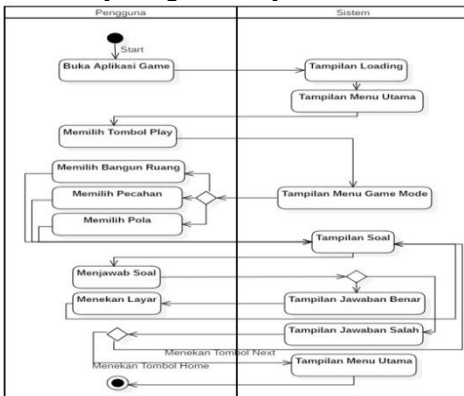 Pengguna
Sistem
Start
Buka Aplikasi Game
Tampilan Loading
Tampilan Menu Utama
Memilih Tombol Play
Memilih Bangun Ruang
Memilih Pecahan
Tampilan Menu Game Mode
Memilih Pola
Tampilan Soal
Menjawab Soal
Menekan Layar
Tampilan Jawaban Benar
Tampilan Jawaban Salah
Menekan Tombol Next
Tampilan Menu Utama
Menekan Tombol Home